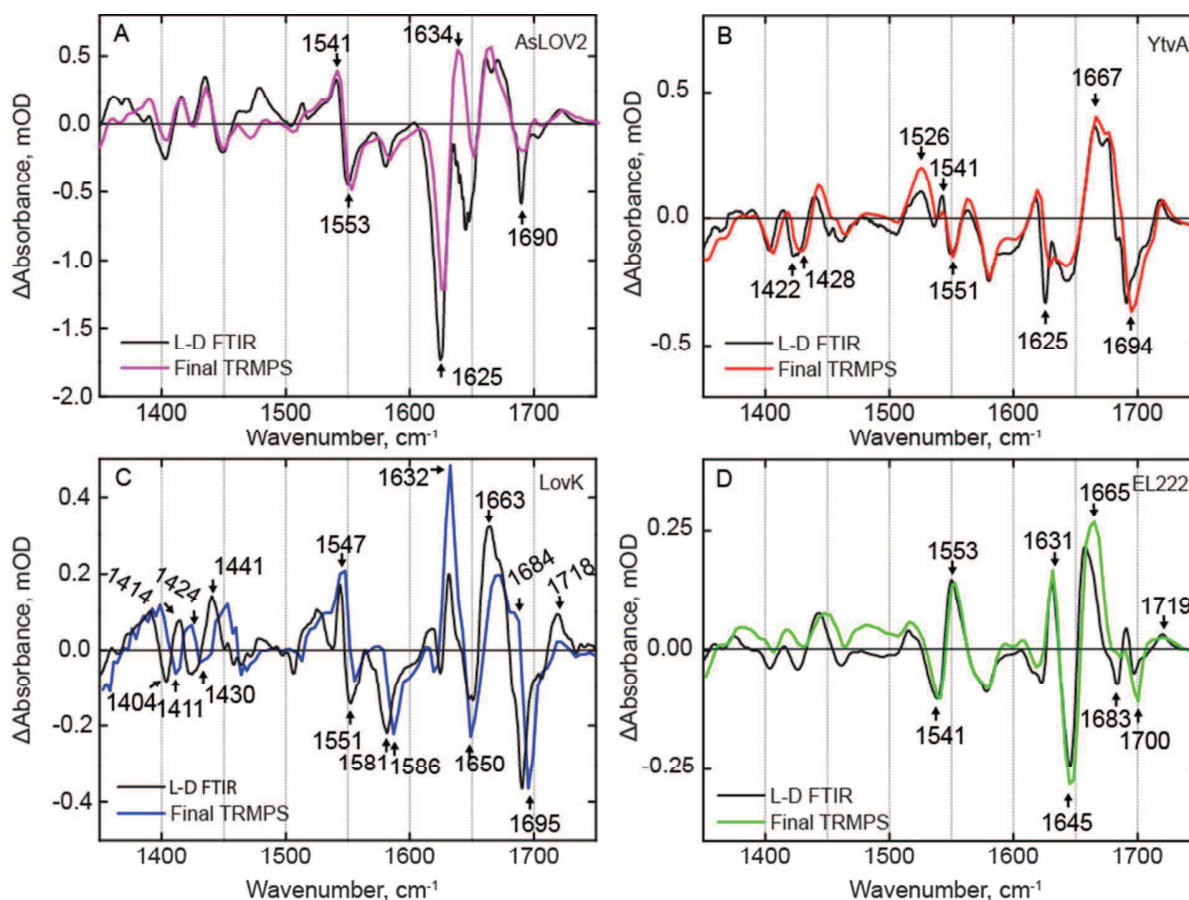 A
AsLOV2
1541
1634
1553
1690
1625
0.5
0.0
-0.5
-1.0
-1.5
-2.0
ΔAbsorbance, mOD
L-D FTIR
Final TRMPS
1400 1500 1600 1700
Wavenumber, cm⁻¹
B
YtvA
1667
1526
1541
1422
1428
1551
1625
1694
0.5
0.0
-0.5
ΔAbsorbance, mOD
L-D FTIR
Final TRMPS
1400 1500 1600 1700
Wavenumber, cm⁻¹
C
LovK
1632
1663
1547
1684
1718
1414
1424
1441
1404
1411
1430
1551
1581
1586
1650
1695
0.4
0.2
0.0
-0.2
-0.4
ΔAbsorbance, mOD
L-D FTIR
Final TRMPS
1400 1500 1600 1700
Wavenumber, cm⁻¹
D
EL222
1665
1553
1631
1719
1541
1683
1700
1645
0.25
0.00
-0.25
ΔAbsorbance, mOD
L-D FTIR
Final TRMPS
1400 1500 1600 1700
Wavenumber, cm⁻¹